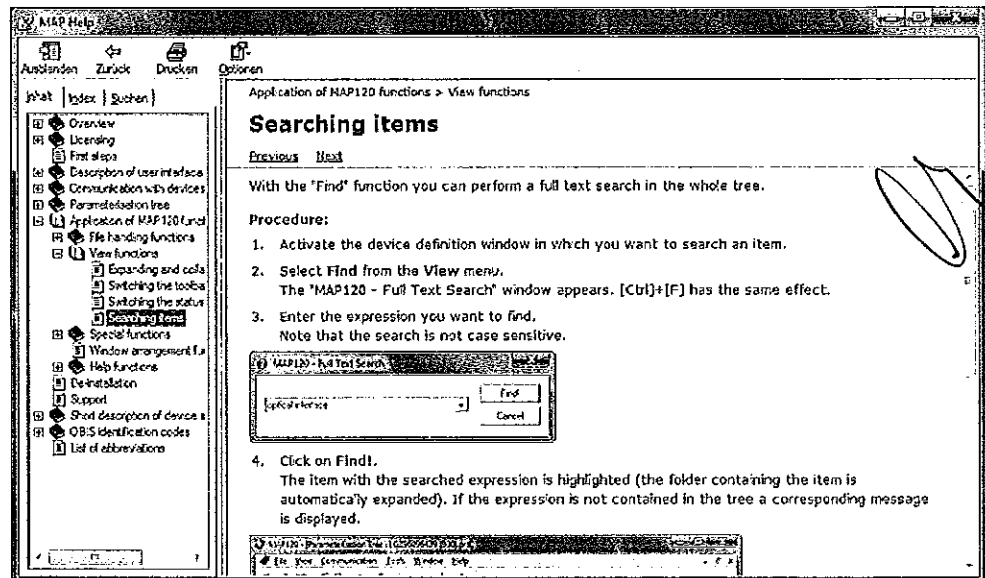 MAP Help
Ausblenden Zurück Drucken Optionen
Inhalt Index Suchen
Overview
Licensing
First steps
Description of user interface
Communication with devices
Parameterisation tree
Application of MAP120 funct
File handling functions
View functions
Expanding and colla
Switching the toolba
Switching the status
Searching items
Special functions
Window arrangement fu
Help functions
De-installation
Support
Short description of device s
OBIS identification codes
List of abbreviations
Application of MAP120 functions > View functions
Searching items
Previous Next
With the "Find" function you can perform a full text search in the whole tree.
Procedure:
1. Activate the device definition window in which you want to search an item.
2. Select Find from the View menu.
The "MAP120 - Full Text Search" window appears. [Ctrl]+[F] has the same effect.
3. Enter the expression you want to find.
Note that the search is not case sensitive.
MAP120 - Full Text Search
optical interface
Find
Cancel
4. Click on Find!.
The item with the searched expression is highlighted (the folder containing the item is
automatically expanded). If the expression is not contained in the tree a corresponding message
is displayed.
File View Communication Tools Window Help